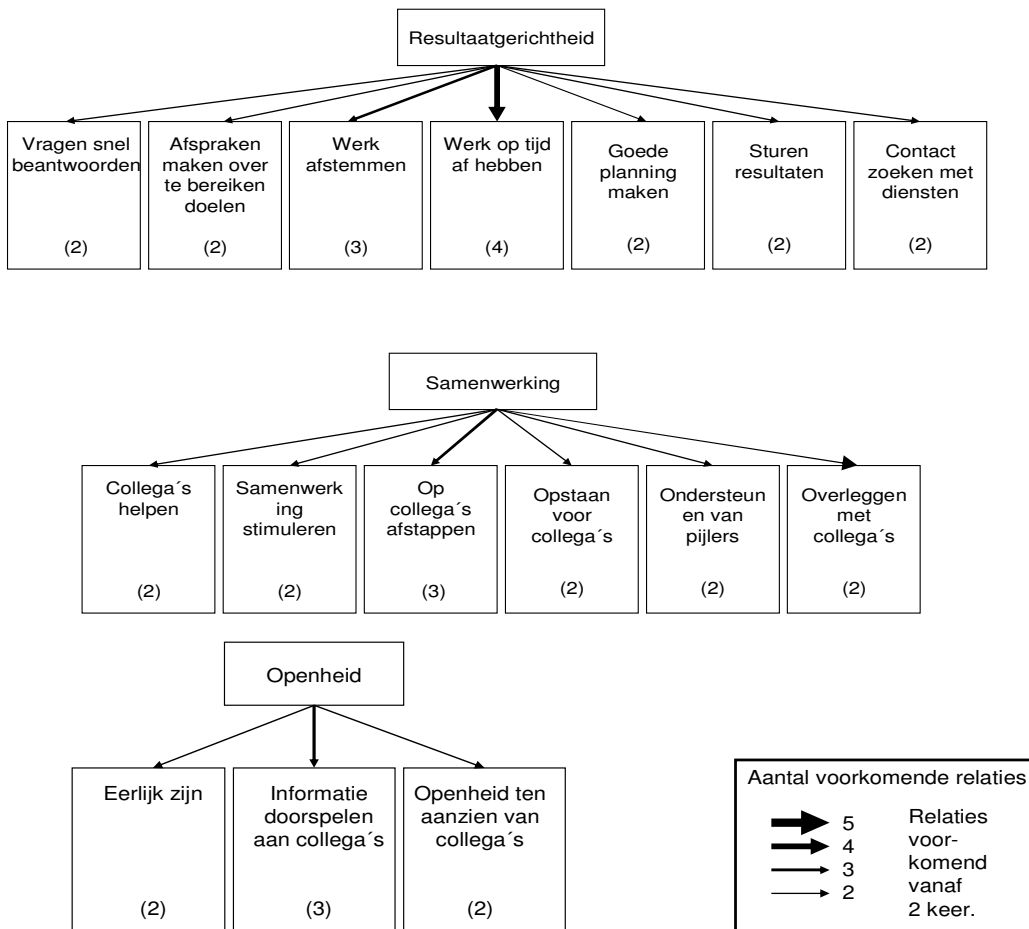 Resultaatgerichtheid
Vragen snel
beantwoorden
(2)
Afspraken
maken over
te bereiken
doelen
(2)
Werk
afstemmen
(3)
Werk op tijd
af hebben
(4)
Goede
planning
maken
(2)
Sturen
resultaten
(2)
Contact
zoeken met
diensten
(2)
Samenwerking
Collega´s
helpen
(2)
Samenwerk
ing
stimuleren
(2)
Op
collega´s
afstappen
(3)
Opstaan
voor
collega´s
(2)
Ondersteun
en van
pijlers
(2)
Overleggen
met
collega´s
(2)
Openheid
Eerlijk zijn
(2)
Informatie
doorspelen
aan collega´s
(3)
Openheid ten
aanzien van
collega´s
(2)
Aantal voorkomende relaties
5
4
3
2
Relaties
voor-
komend
vanaf
2 keer.